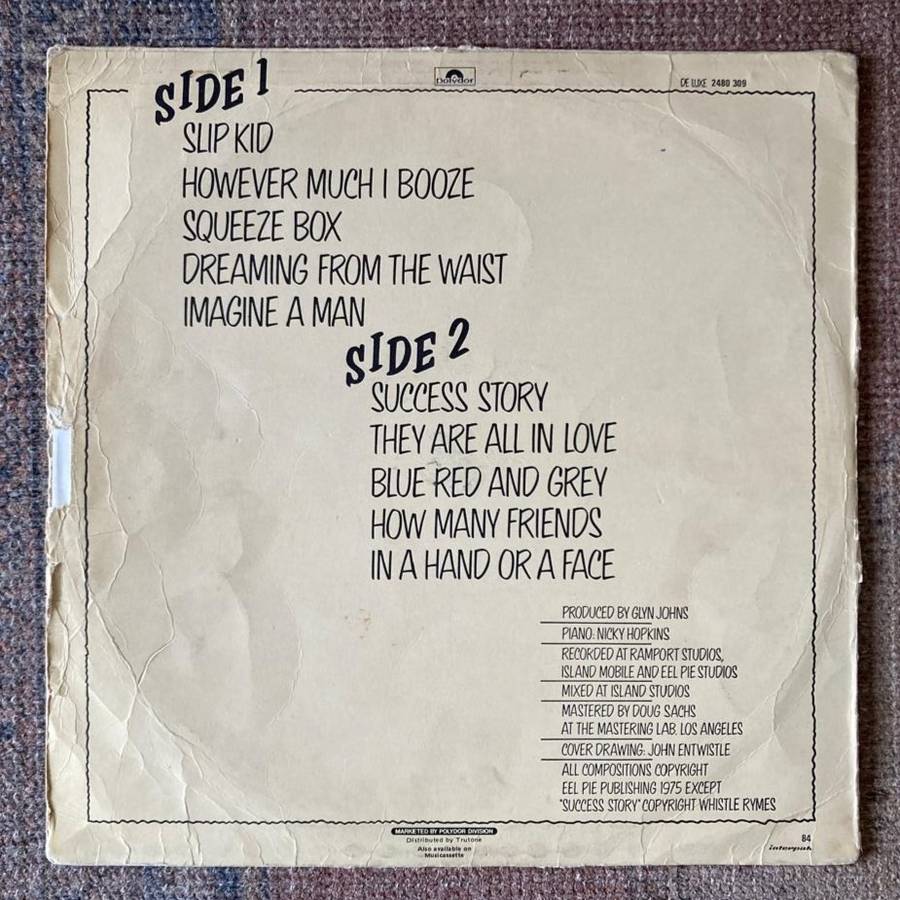 SIDE 1
Polydor
DE LUXE 2480 309
SLIP KID
HOWEVER MUCH I BOOZE
SQUEEZE BOX
DREAMING FROM THE WAIST
IMAGINE A MAN
SIDE 2
SUCCESS STORY
THEY ARE ALL IN LOVE
BLUE RED AND GREY
HOW MANY FRIENDS
IN A HAND OR A FACE
PRODUCED BY GLYN JOHNS
PIANO: NICKY HOPKINS
RECORDED AT RAMPORT STUDIOS,
ISLAND MOBILE AND EEL PIE STUDIOS
MIXED AT ISLAND STUDIOS
MASTERED BY DOUG SACHS
AT THE MASTERING LAB. LOS ANGELES
COVER DRAWING: JOHN ENTWISTLE
ALL COMPOSITIONS COPYRIGHT
EEL PIE PUBLISHING 1975 EXCEPT
"SUCCESS STORY" COPYRIGHT WHISTLE RYMES
MARKETED BY POLYDOR DIVISION
Distributed by Trutone
Also available on
Musicassette
84
interpak